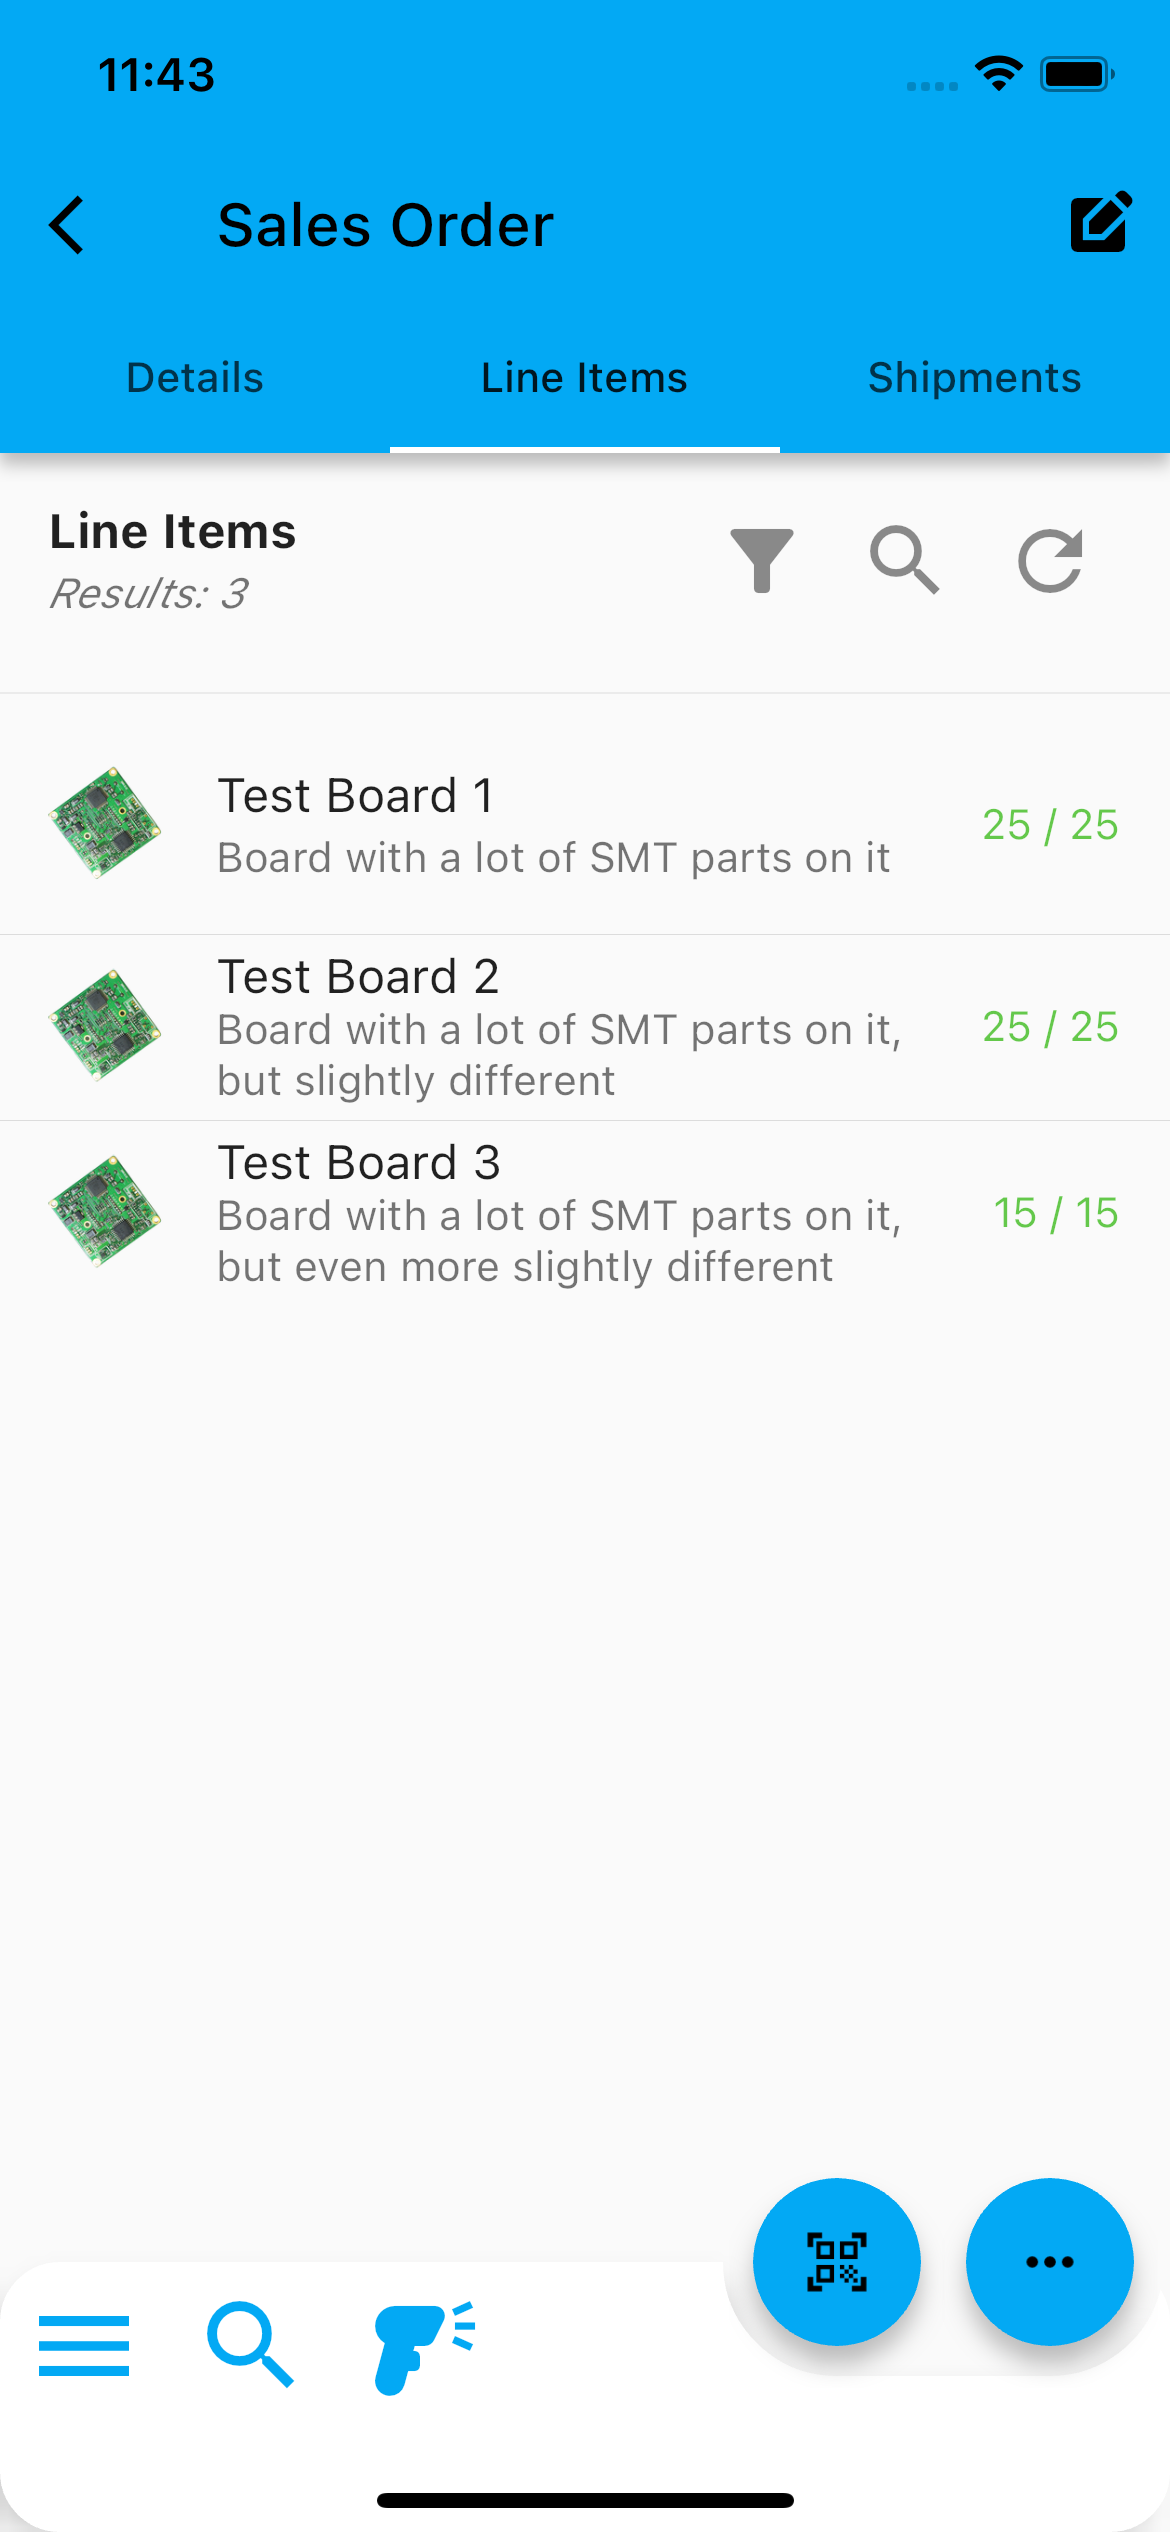 11:43
Sales Order
Details
Line Items
Shipments
Line Items
Results: 3
Test Board 1
Board with a lot of SMT parts on it
25 / 25
Test Board 2
Board with a lot of SMT parts on it,
but slightly different
25 / 25
Test Board 3
Board with a lot of SMT parts on it,
but even more slightly different
15 / 15